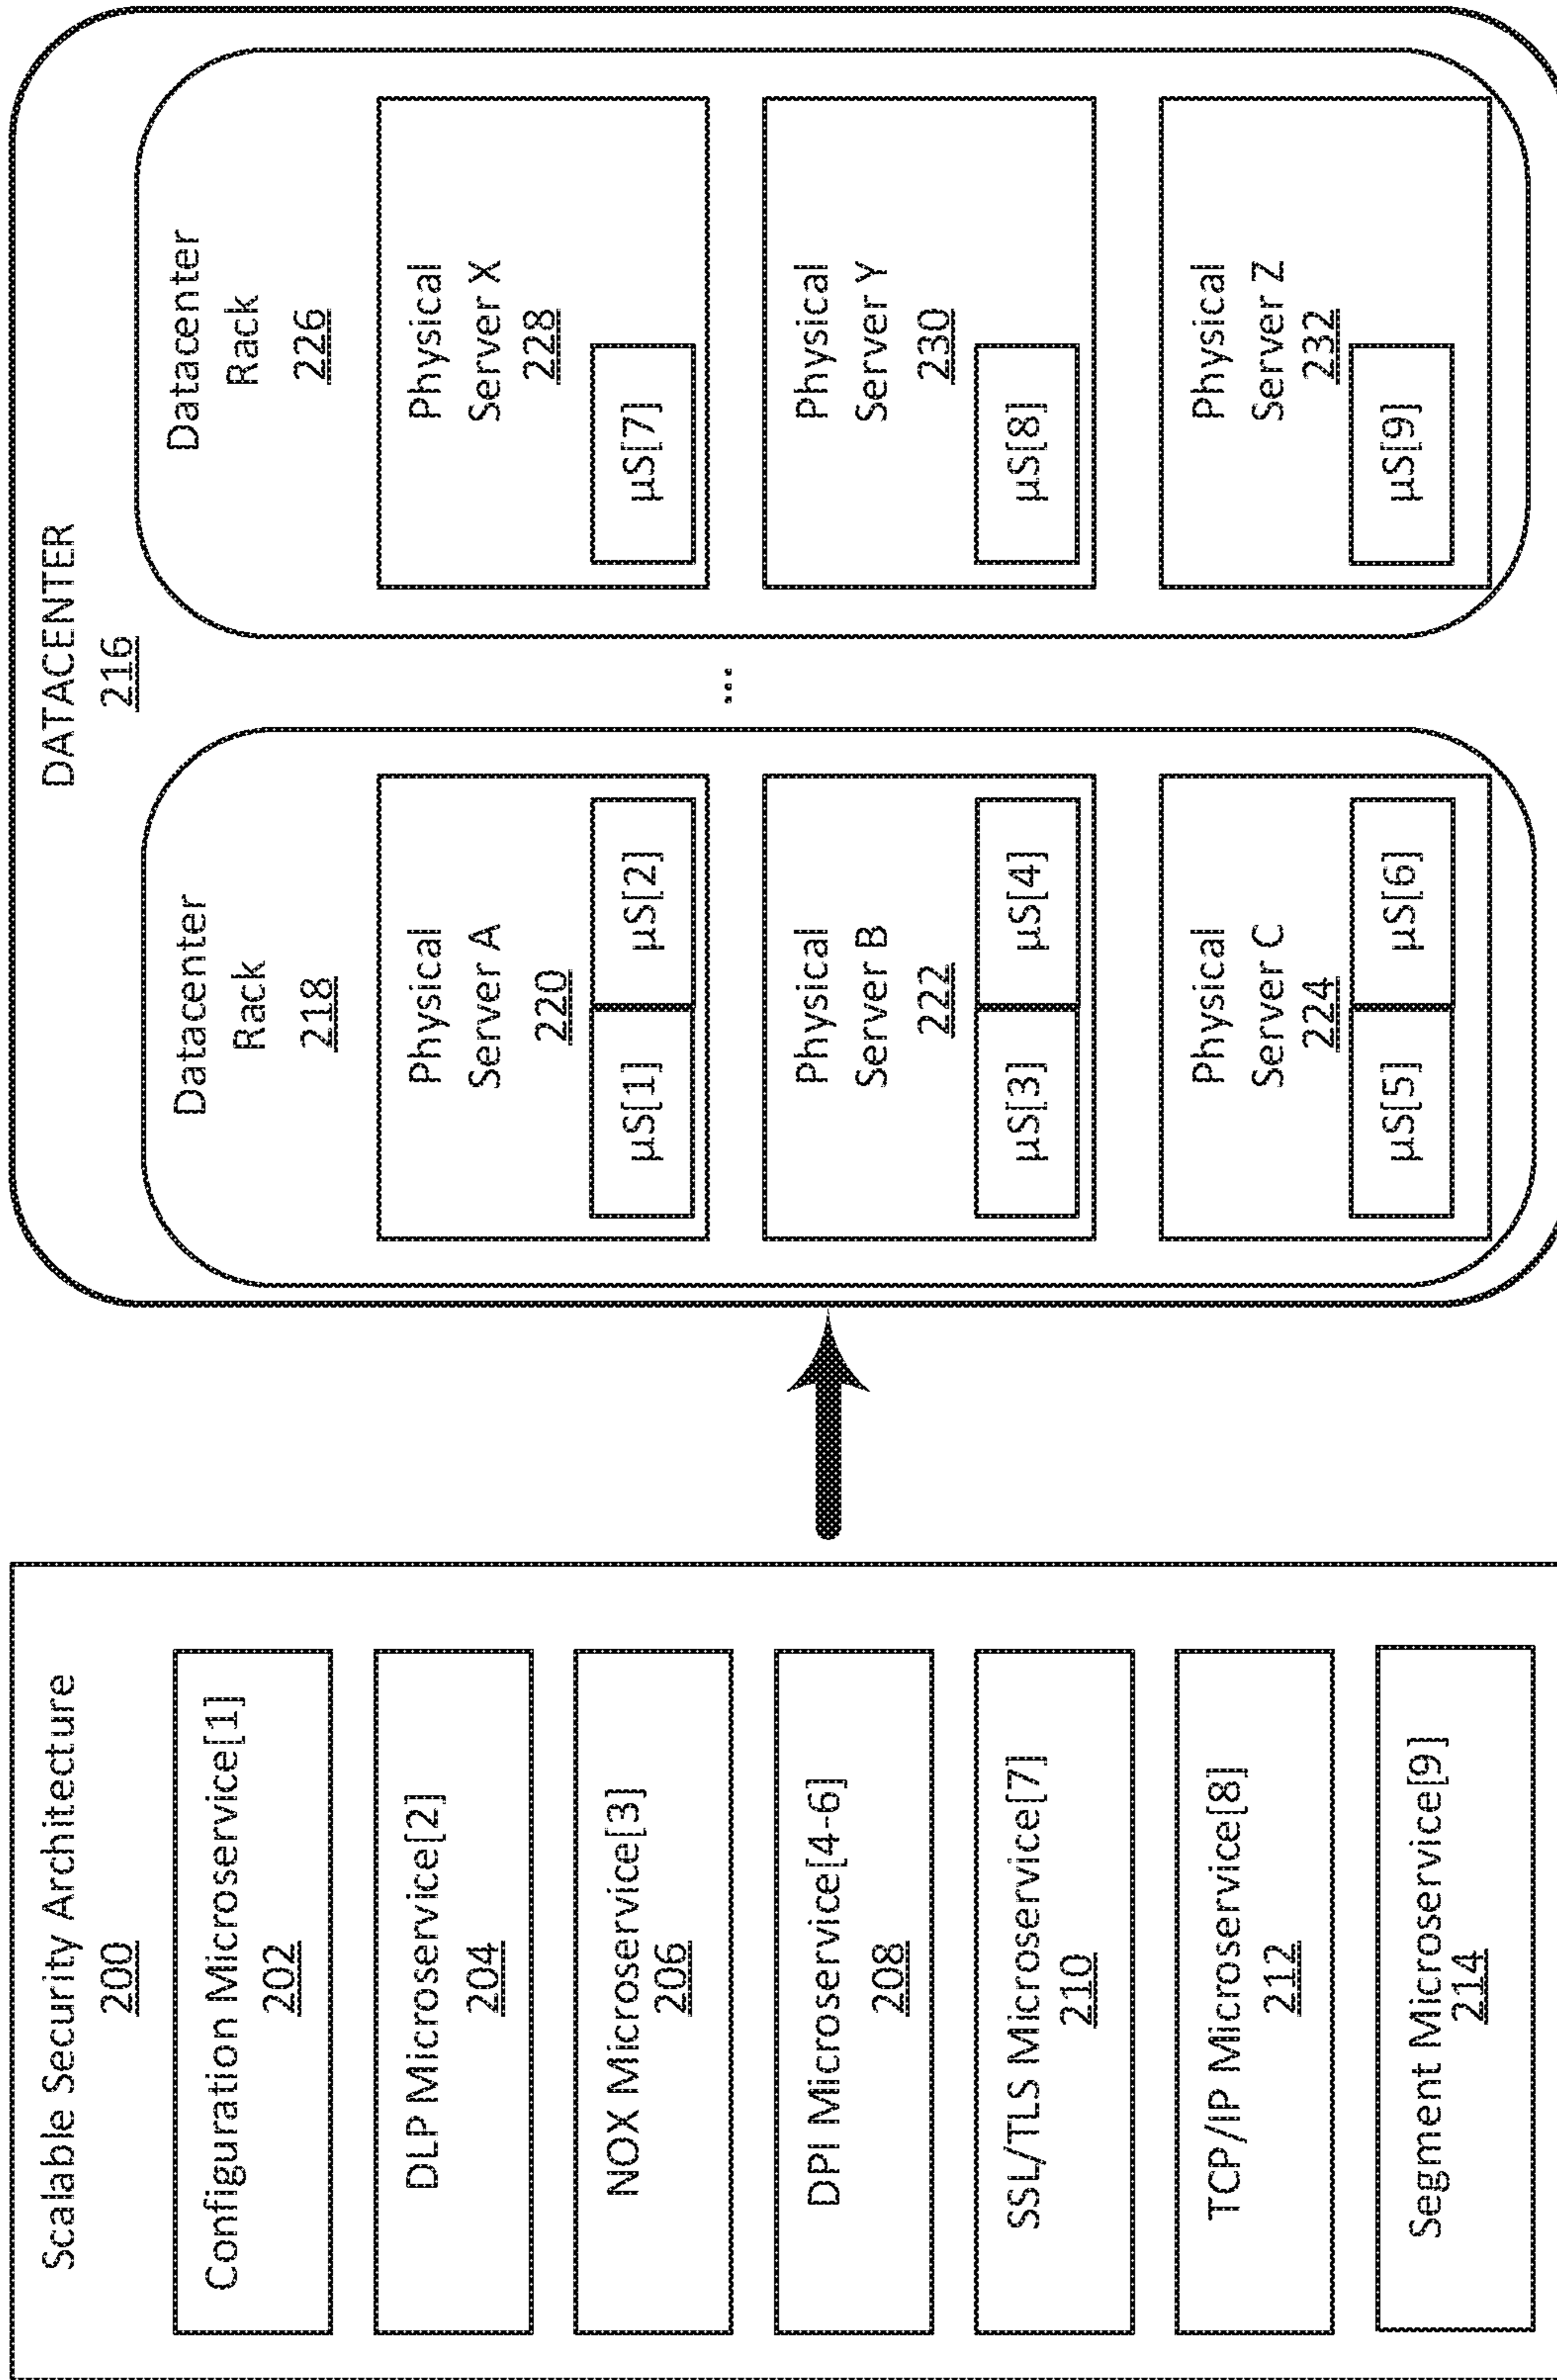 Scalable Security Architecture
200
Configuration Microservice[1]
202
DLP Microservice[2]
204
NOX Microservice[3]
206
DPI Microservice[4-6]
208
SSL/TLS Microservice[7]
210
TCP/IP Microservice[8]
212
Segment Microservice[9]
214
DATACENTER
216
Datacenter
Rack
218
Physical
Server A
220
µS[1]
µS[2]
Physical
Server B
222
µS[3]
µS[4]
Physical
Server C
224
µS[5]
µS[6]
...
Datacenter
Rack
226
Physical
Server X
228
µS[7]
Physical
Server Y
230
µS[8]
Physical
Server Z
232
µS[9]